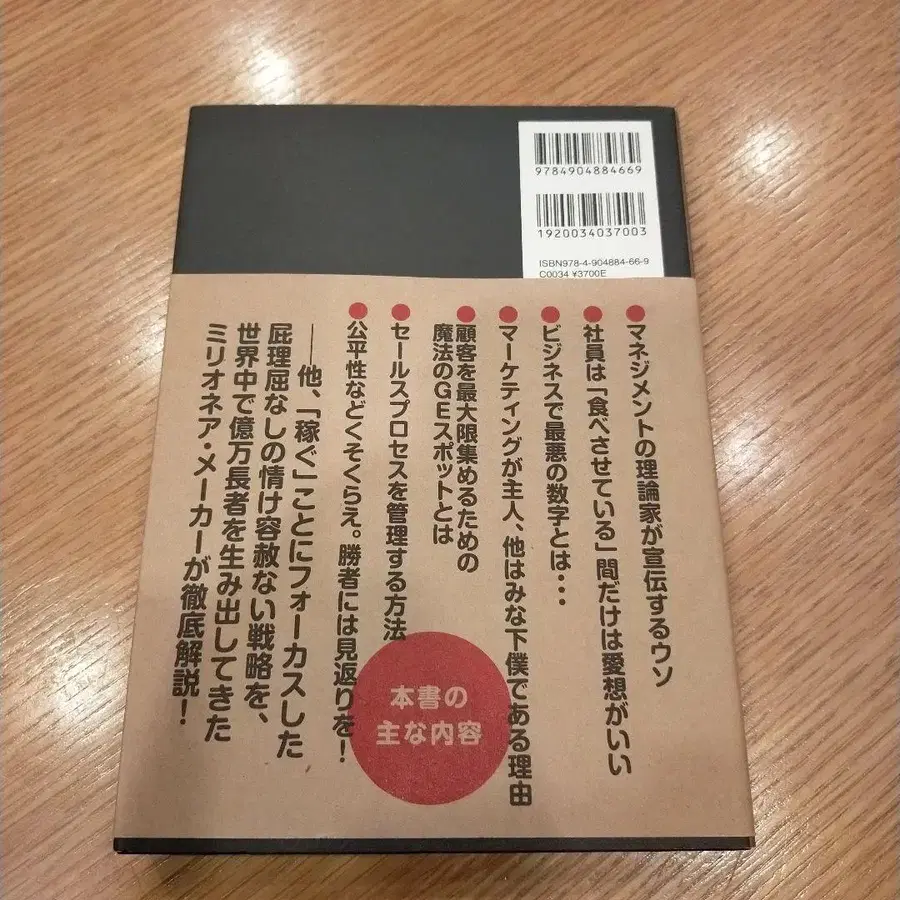 9784904884669
1920034037003
ISBN978-4-904884-66-9
C0034 ¥3700E
●マネジメントの理論家が宣伝するウソ
●社員は「食べさせている」間だけは愛想がいい
●ビジネスで最悪の数字とは・・・
●マーケティングが主人、他はみな下僕である理由
●顧客を最大限集めるための
魔法のGEスポットとは
●セールスプロセスを管理する方法
●公平性などくそくらえ。勝者には見返りを！
――他、「稼ぐ」ことにフォーカスした
屁理屈なしの情け容赦ない戦略を、
世界中で億万長者を生み出してきた
ミリオネア・メーカーが徹底解説！
本書の
主な内容